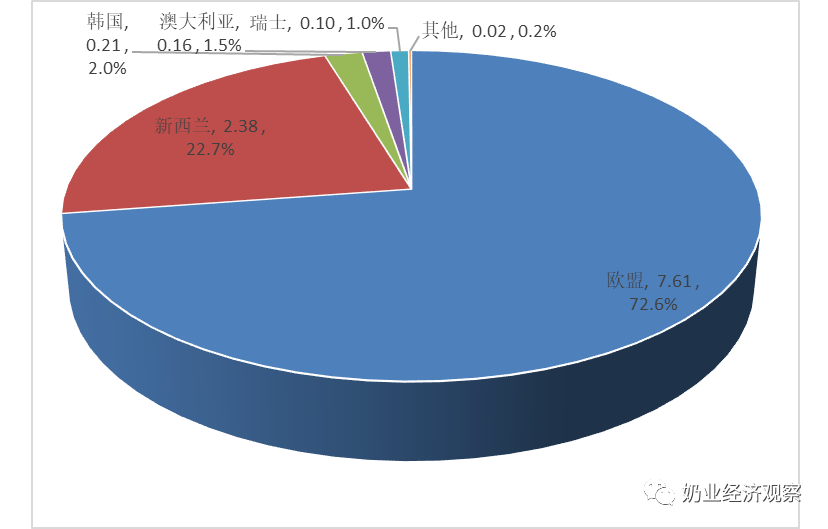 韩国,
0.21,
2.0%
澳大利亚,
0.16,1.5%
瑞士, 0.10,1.0%
其他, 0.02,0.2%
新西兰, 2.38,
22.7%
欧盟, 7.61,
72.6%
奶业经济观察